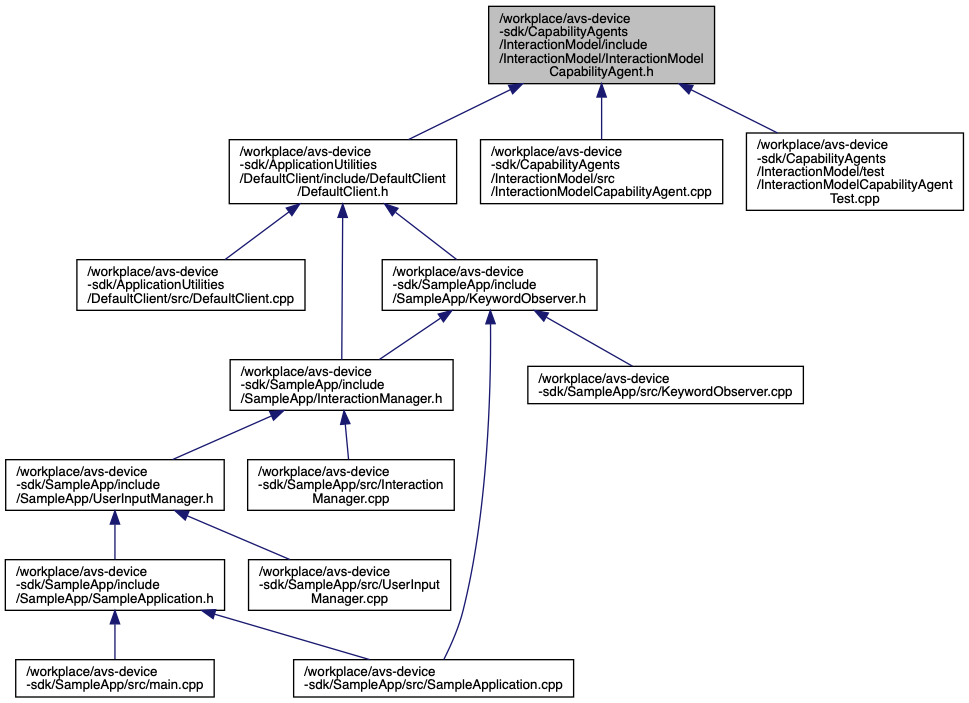 /workplace/avs-device
-sdk/CapabilityAgents
/InteractionModel/include
/InteractionModel/InteractionModel
CapabilityAgent.h
/workplace/avs-device
-sdk/ApplicationUtilities
/DefaultClient/include/DefaultClient
/DefaultClient.h
/workplace/avs-device
-sdk/CapabilityAgents
/InteractionModel/src
/InteractionModelCapabilityAgent.cpp
/workplace/avs-device
-sdk/CapabilityAgents
/InteractionModel/test
/InteractionModelCapabilityAgent
Test.cpp
/workplace/avs-device
-sdk/ApplicationUtilities
/DefaultClient/src/DefaultClient.cpp
/workplace/avs-device
-sdk/SampleApp/include
/SampleApp/KeywordObserver.h
/workplace/avs-device
-sdk/SampleApp/include
/SampleApp/InteractionManager.h
/workplace/avs-device
-sdk/SampleApp/src/KeywordObserver.cpp
/workplace/avs-device
-sdk/SampleApp/include
/SampleApp/UserInputManager.h
/workplace/avs-device
-sdk/SampleApp/src/Interaction
Manager.cpp
/workplace/avs-device
-sdk/SampleApp/include
/SampleApp/SampleApplication.h
/workplace/avs-device
-sdk/SampleApp/src/UserInput
Manager.cpp
/workplace/avs-device
-sdk/SampleApp/src/main.cpp
/workplace/avs-device
-sdk/SampleApp/src/SampleApplication.cpp